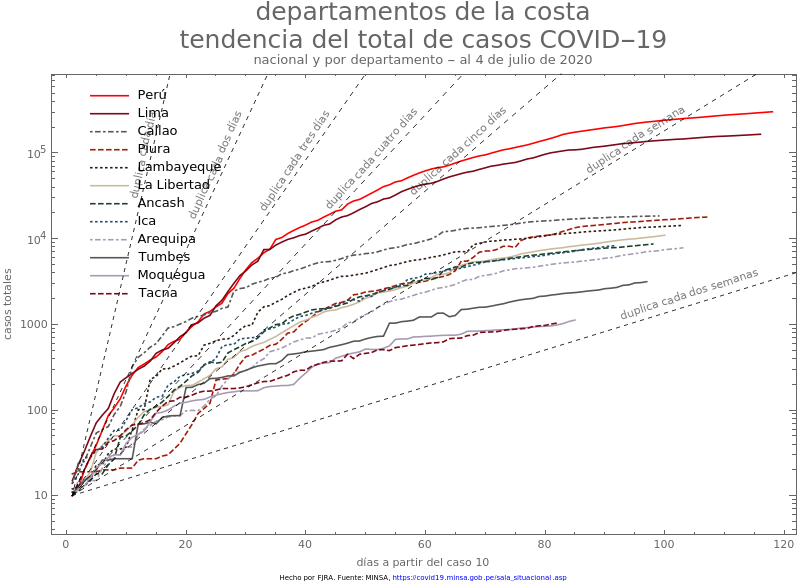 departamentos de la costa
tendencia del total de casos COVID−19
nacional y por departamento − al 4 de julio de 2020
Perú
Lima
Callao
Piura
Lambayeque
La Libertad
Áncash
Ica
Arequipa
Tumbes
Moquegua
Tacna
duplica cada día
duplica cada dos días
duplica cada tres días
duplica cada cuatro días
duplica cada cinco días
duplica cada semana
duplica cada dos semanas
casos totales
10^5
10^4
1000
100
10
0 20 40 60 80 100 120
días a partir del caso 10
Hecho por FJRA. Fuente: MINSA, https://covid19.minsa.gob.pe/sala_situacional.asp